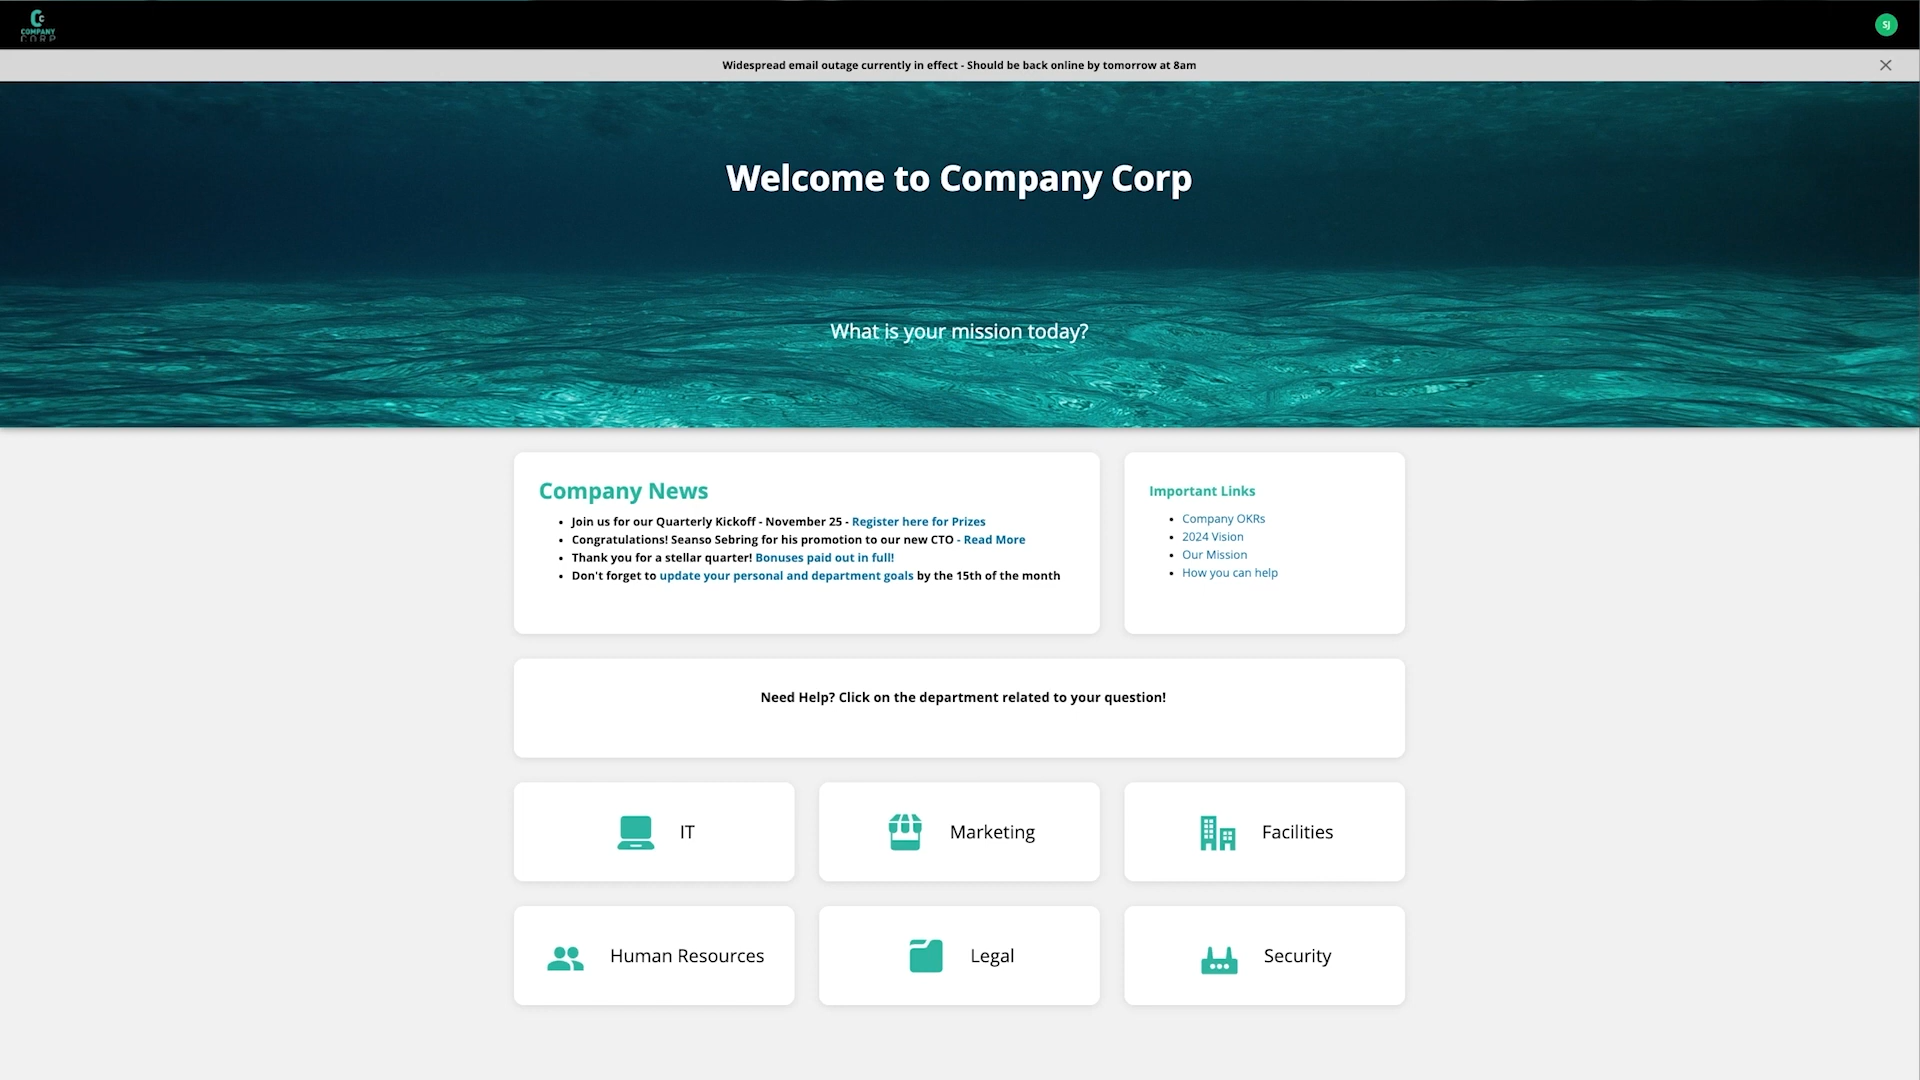 COMPANY
CORP
SJ
Widespread email outage currently in effect - Should be back online by tomorrow at 8am
Welcome to Company Corp
What is your mission today?
Company News
Join us for our Quarterly Kickoff - November 25 - Register here for Prizes
Congratulations! Seanso Sebring for his promotion to our new CTO - Read More
Thank you for a stellar quarter! Bonuses paid out in full!
Don't forget to update your personal and department goals by the 15th of the month
Important Links
Company OKRs
2024 Vision
Our Mission
How you can help
Need Help? Click on the department related to your question!
IT
Marketing
Facilities
Human Resources
Legal
Security